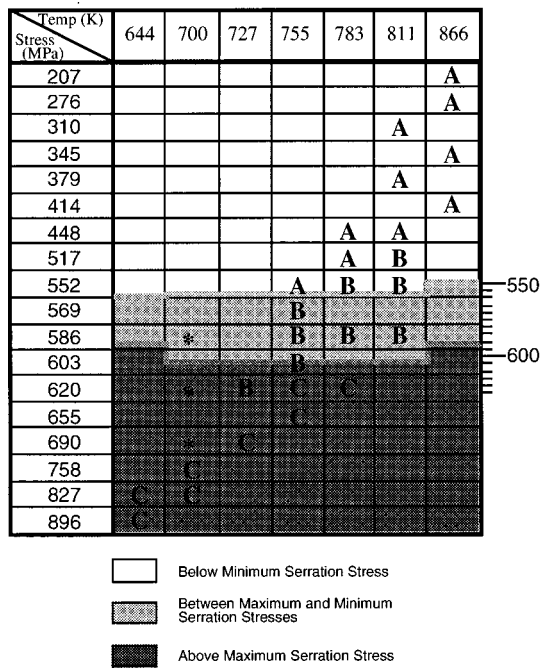 Temp (K)
Stress
(MPa)
644 700 727 755 783 811 866
207 A
276 A
310 A
345 A
379 A
414 A
448 A A
517 A B
552 A B B 550
569 B
586 * B B B
603 B 600
620 * B C C
655 C
690 * C
758 C
827 C C
896 C
Below Minimum Serration Stress
Between Maximum and Minimum
Serration Stresses
Above Maximum Serration Stress